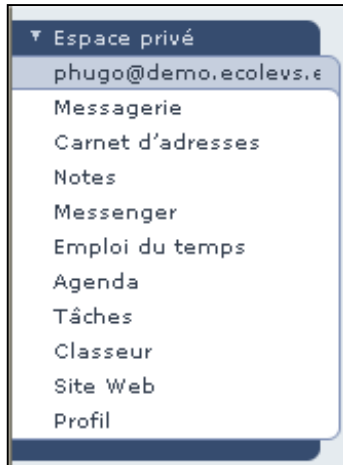 Espace privé
phugo@demo.ecolevs.e
Messagerie
Carnet d'adresses
Notes
Messenger
Emploi du temps
Agenda
Tâches
Classeur
Site Web
Profil